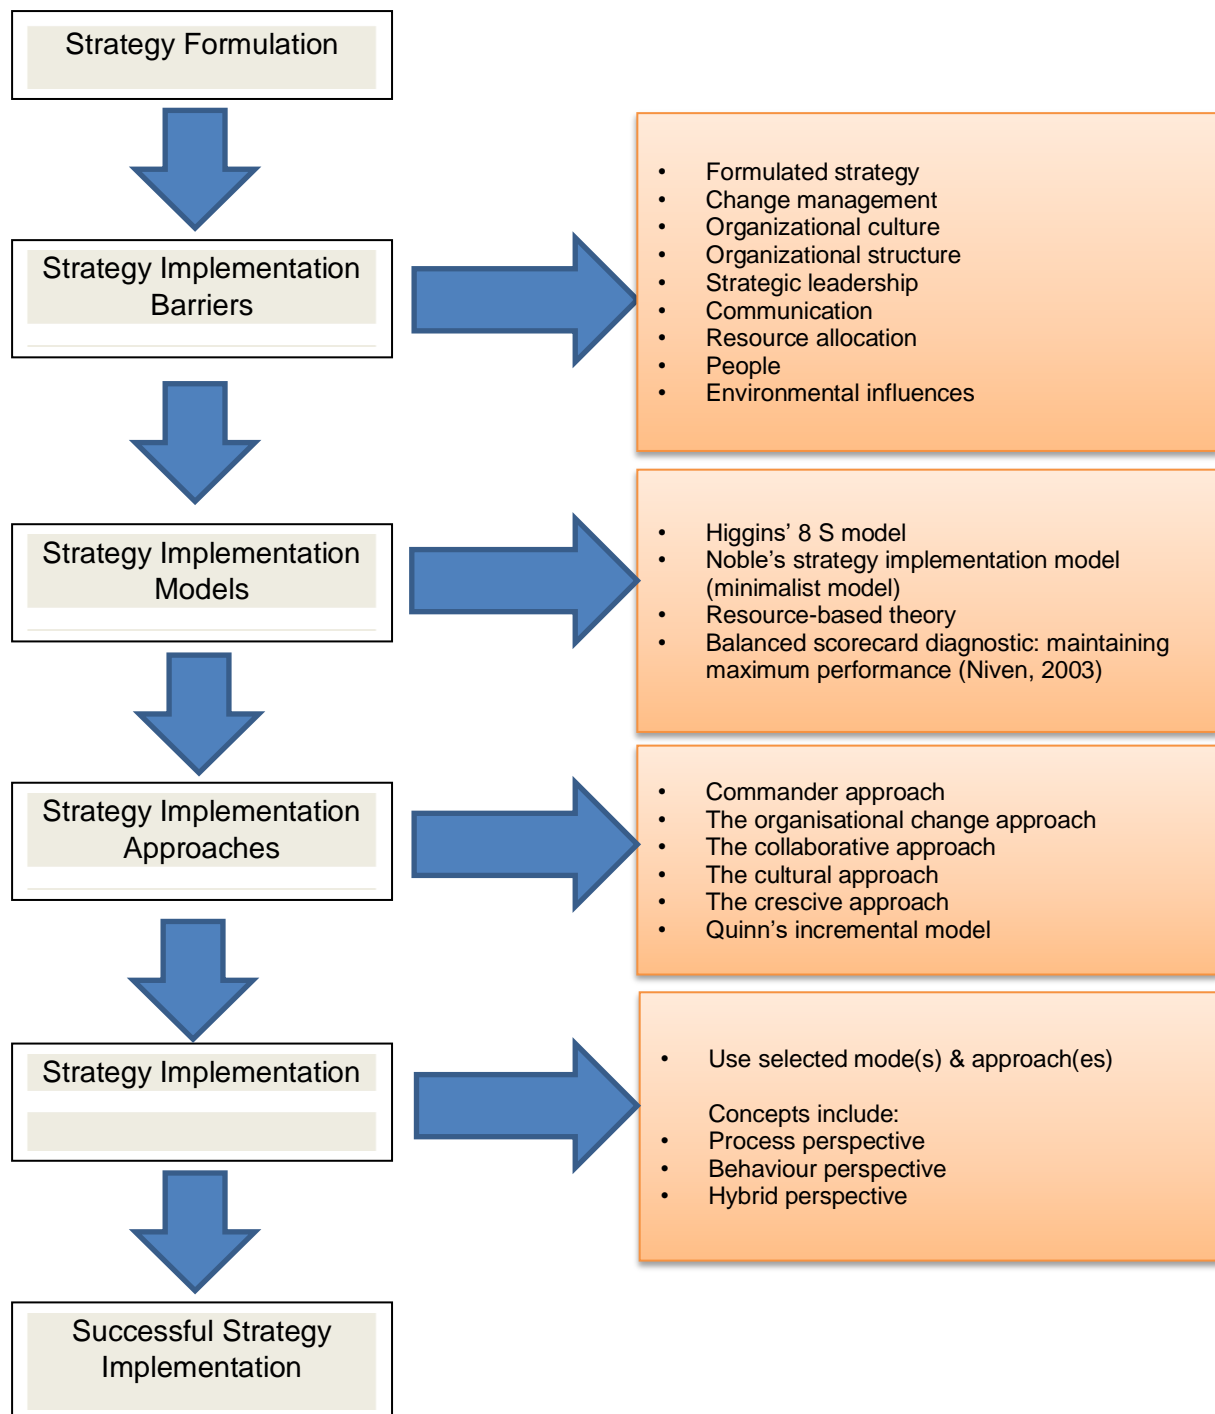 Strategy Formulation
Strategy Implementation
Barriers
• Formulated strategy
• Change management
• Organizational culture
• Organizational structure
• Strategic leadership
• Communication
• Resource allocation
• People
• Environmental influences
Strategy Implementation
Models
• Higgins’ 8 S model
• Noble’s strategy implementation model
(minimalist model)
• Resource-based theory
• Balanced scorecard diagnostic: maintaining
maximum performance (Niven, 2003)
Strategy Implementation
Approaches
• Commander approach
• The organisational change approach
• The collaborative approach
• The cultural approach
• The crescive approach
• Quinn’s incremental model
Strategy Implementation
• Use selected mode(s) & approach(es)
Concepts include:
• Process perspective
• Behaviour perspective
• Hybrid perspective
Successful Strategy
Implementation